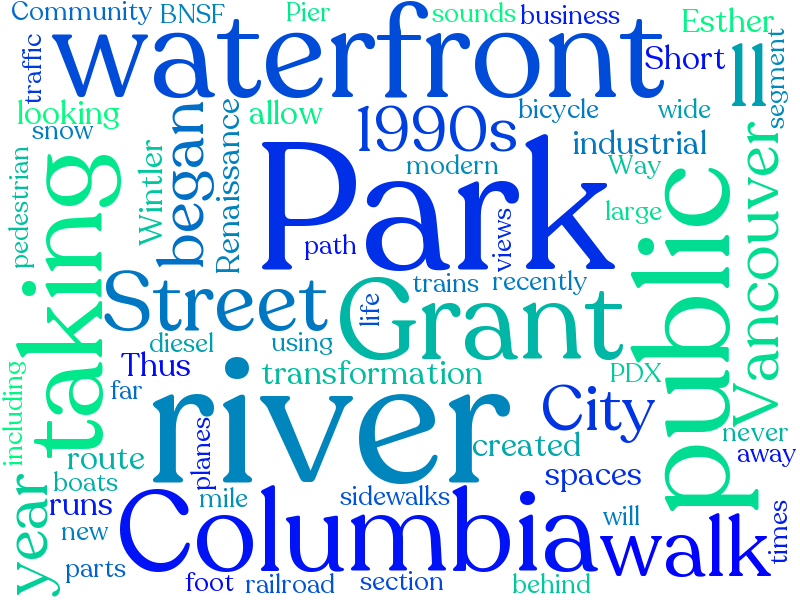 Community
BNSF
Pier
sounds
business
Esther
traffic
waterfront
Short
ll
segment
looking
snow
began
Renaissance
allow
1990s
bicycle
wide
industrial
pedestrian
taking
Wintler
Park
modern
Way
large
public
Vancouver
path
views
Street
trains
recently
Grant
life
diesel
using
Thus
transformation
PDX
far
including
river
City
never
away
route
planes
created
spaces
boats
year
runs
mile
sidewalks
Columbia
will
walk
times
new
parts
foot
railroad
section
behind